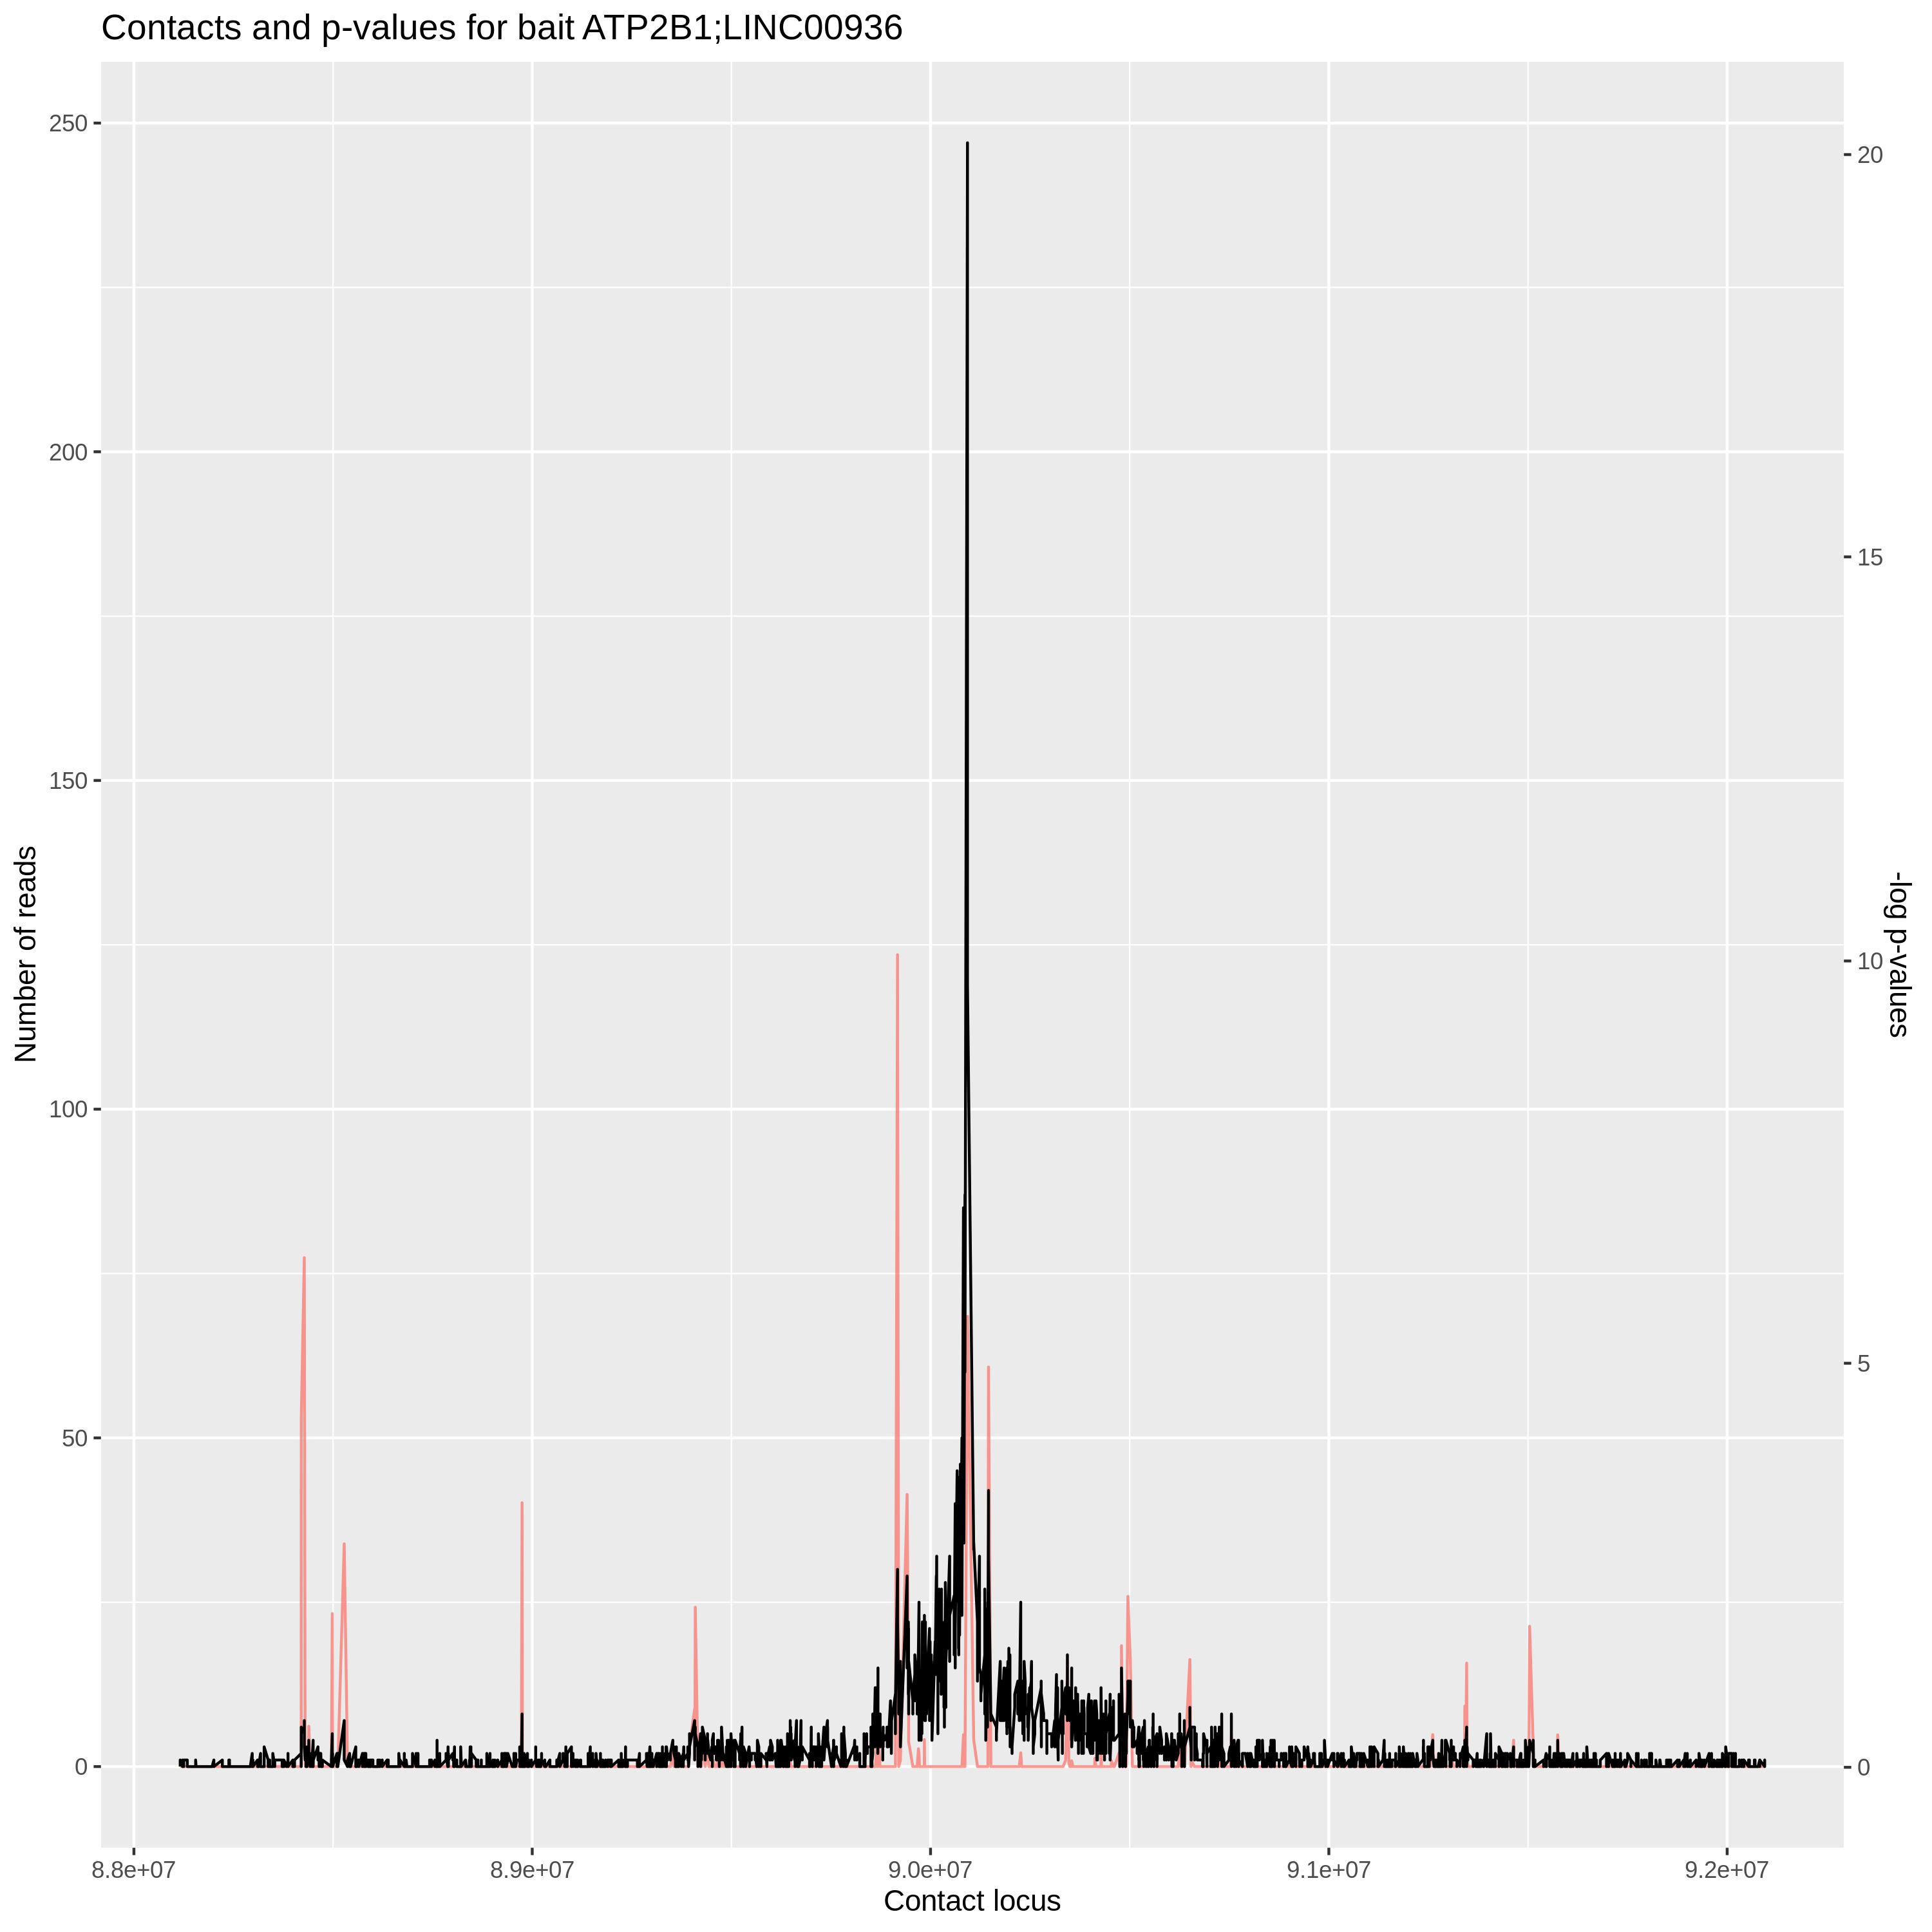 Contacts and p-values for bait ATP2B1;LINC00936
250
200
150
100
50
0
Number of reads
20
15
10
5
0
-log p-values
8.8e+07
8.9e+07
9.0e+07
9.1e+07
9.2e+07
Contact locus